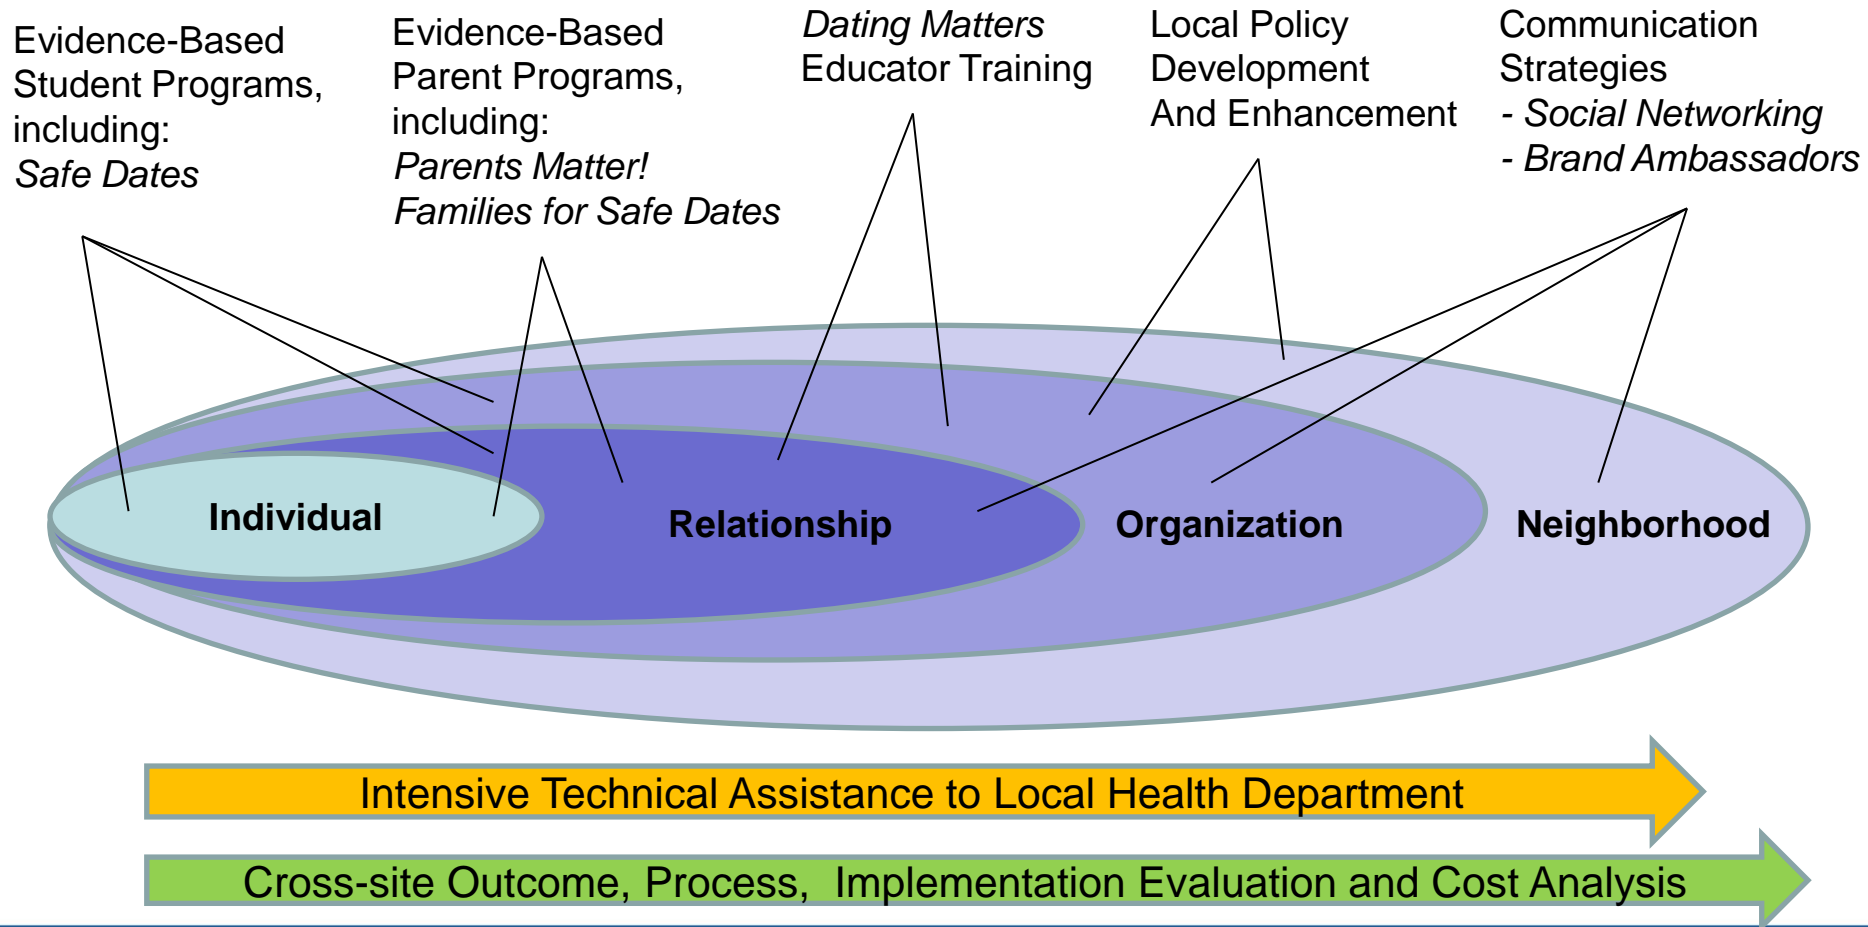 Evidence-Based
Student Programs,
including:
Safe Dates
Evidence-Based
Parent Programs,
including:
Parents Matter!
Families for Safe Dates
Dating Matters
Educator Training
Local Policy
Development
And Enhancement
Communication
Strategies
- Social Networking
- Brand Ambassadors
Individual
Relationship
Organization
Neighborhood
Intensive Technical Assistance to Local Health Department
Cross-site Outcome, Process, Implementation Evaluation and Cost Analysis